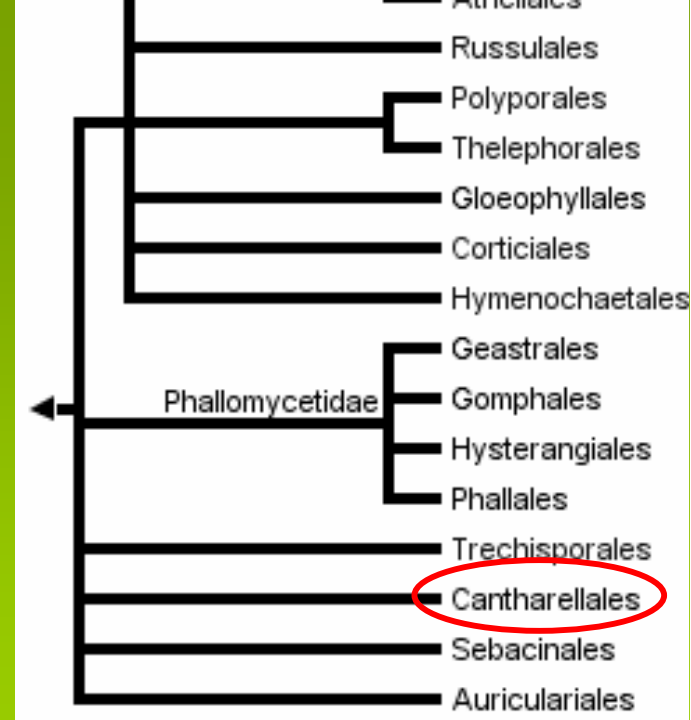 Russulales
Polyporales
Thelephorales
Gloeophyllales
Corticiales
Hymenochaetales
Geastrales
Phallomycetidae
Gomphales
Hysterangiales
Phallales
Trechisporales
Cantharellales
Sebacinales
Auriculariales